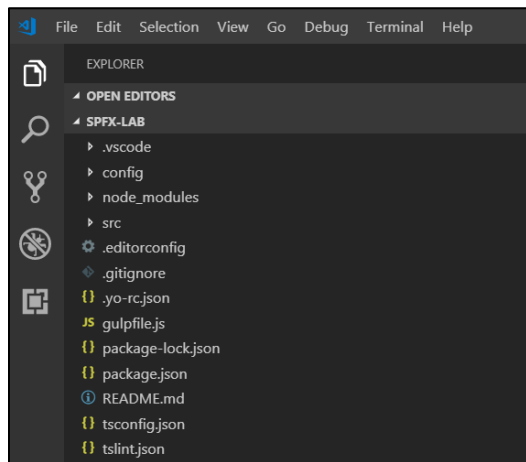 File Edit Selection View Go Debug Terminal Help
EXPLORER
OPEN EDITORS
SPFX-LAB
.vscode
config
node_modules
src
.editorconfig
.gitignore
{} .yo-rc.json
JS gulpfile.js
{} package-lock.json
{} package.json
README.md
{} tsconfig.json
{} tslint.json